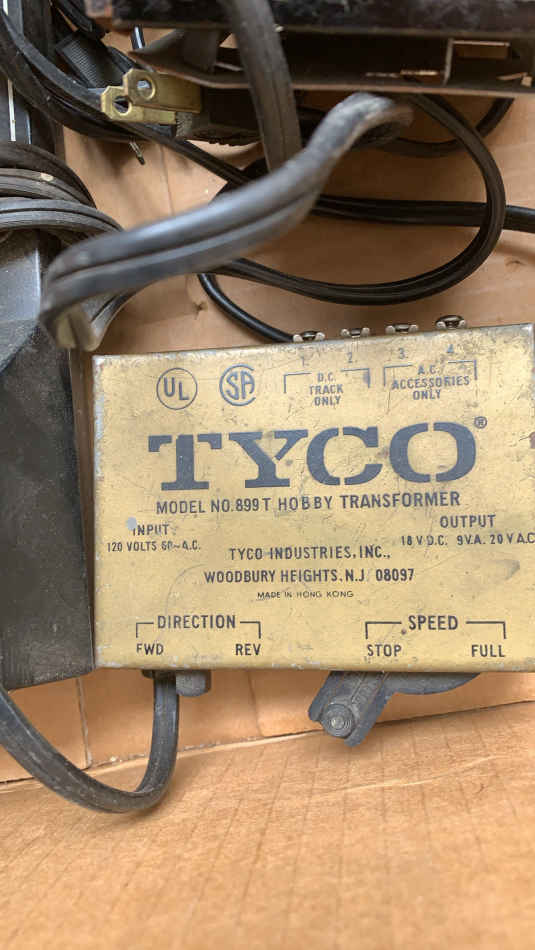 1. 2. 3. 4.
UL SA D.C. TRACK ONLY A.C. ACCESSORIES ONLY
TYCO®
MODEL NO. 899T HOBBY TRANSFORMER
INPUT OUTPUT
120 VOLTS 60~A.C. 18 V D.C. 9V.A. 20 V A.C
TYCO INDUSTRIES, INC.,
WOODBURY HEIGHTS. N.J 08097
MADE IN HONG KONG
DIRECTION SPEED
FWD REV STOP FULL